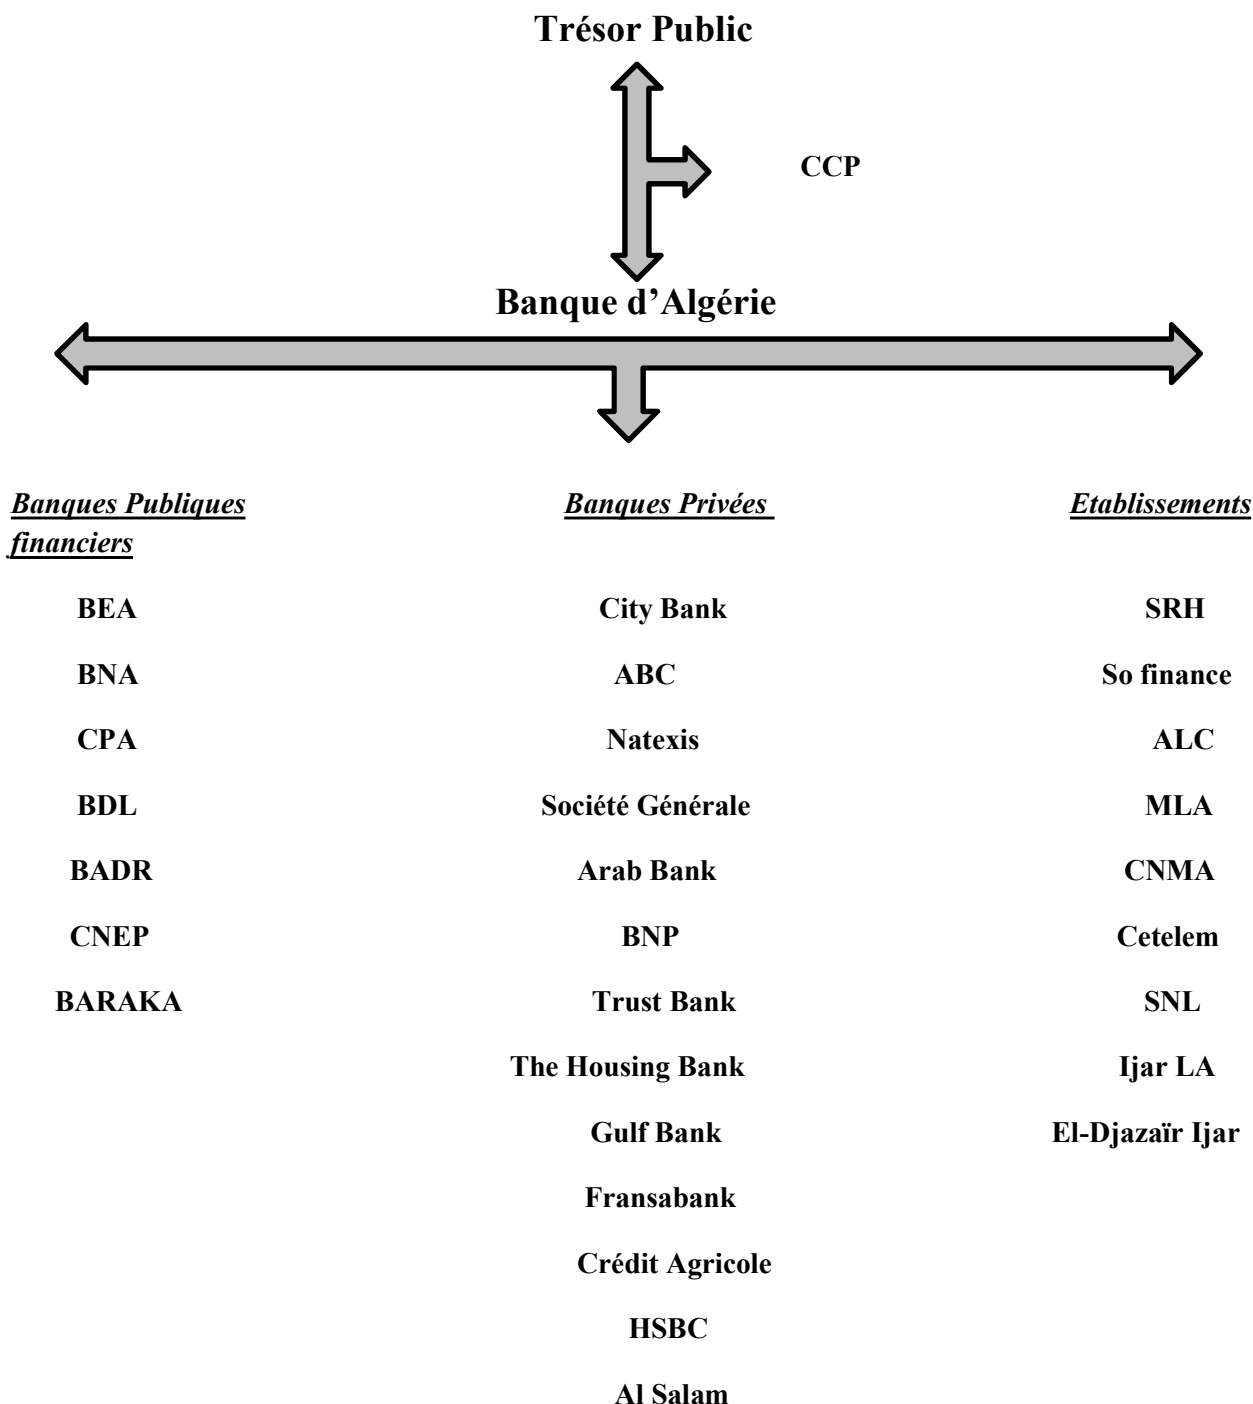 Trésor Public
CCP
Banque d’Algérie
Banques Publiques Banques Privées Etablissements
financiers
BEA City Bank SRH
BNA ABC So finance
CPA Natexis ALC
BDL Société Générale MLA
BADR Arab Bank CNMA
CNEP BNP Cetelem
BARAKA Trust Bank SNL
The Housing Bank Ijar LA
Gulf Bank El-Djazaïr Ijar
Fransabank
Crédit Agricole
HSBC
Al Salam